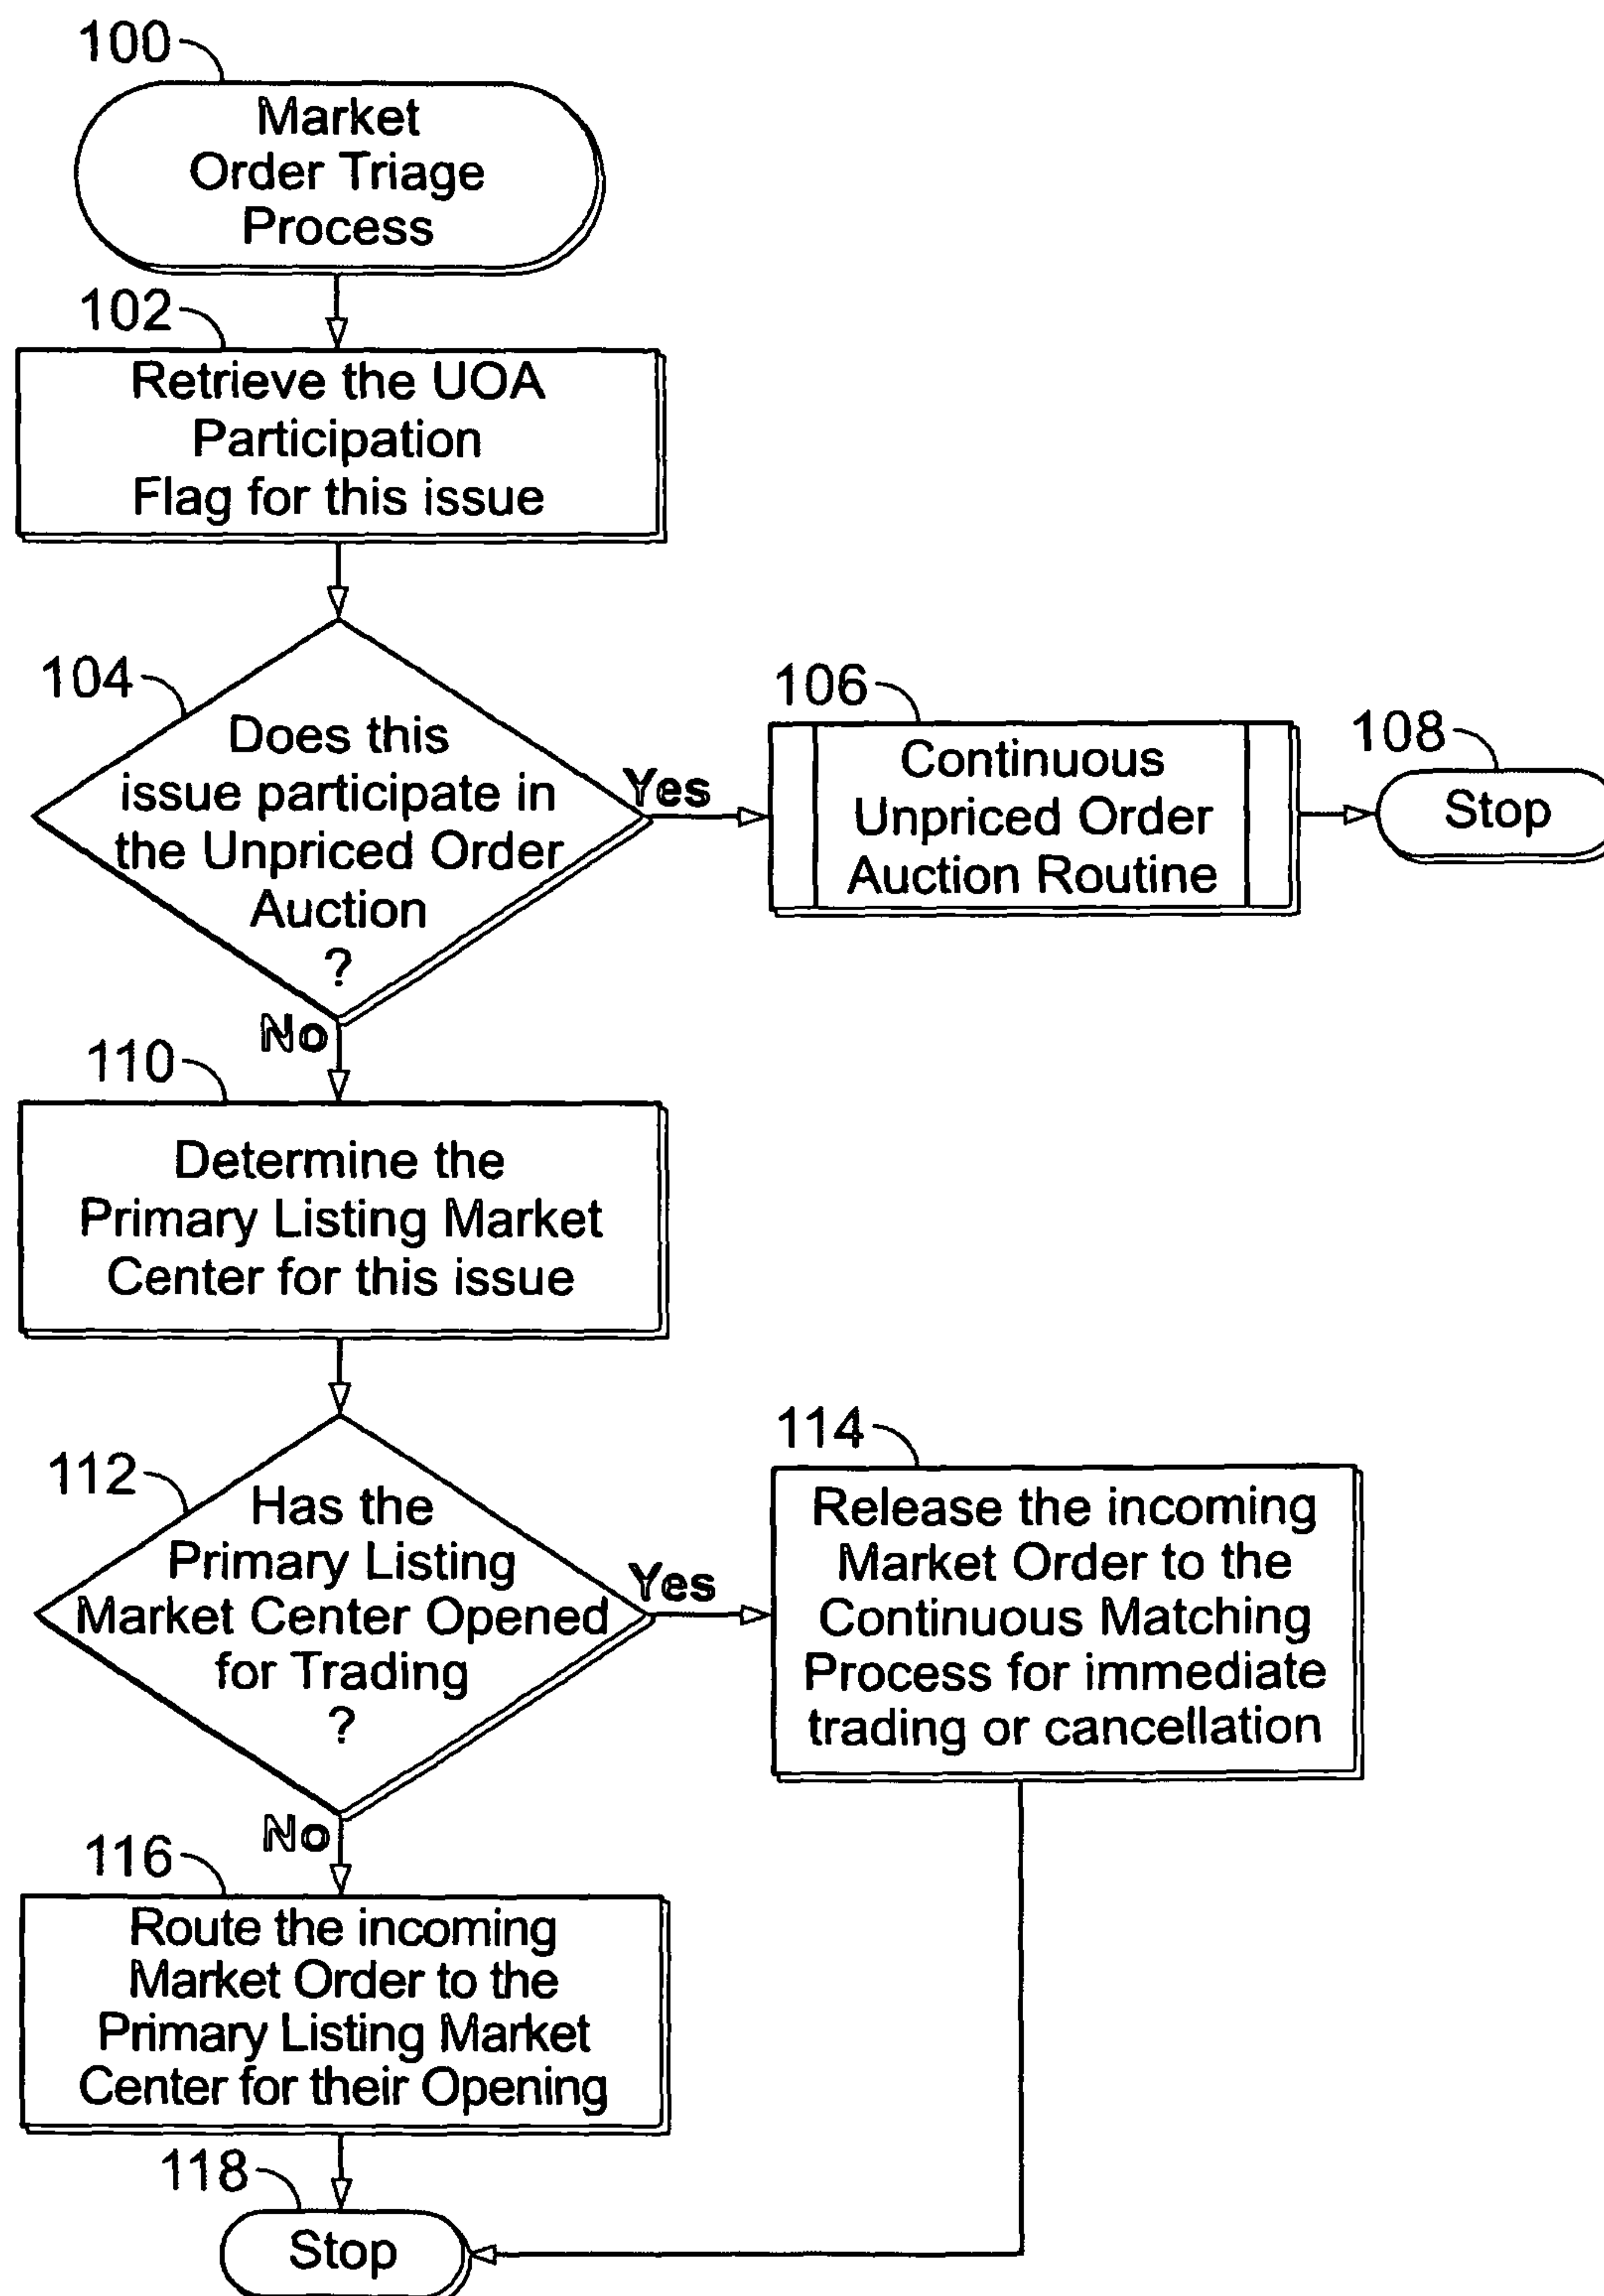 100
Market
Order Triage
Process
102
Retrieve the UOA
Participation
Flag for this issue
104
Does this
issue participate in
the Unpriced Order
Auction
?
Yes
106
Continuous
Unpriced Order
Auction Routine
108
Stop
No
110
Determine the
Primary Listing Market
Center for this issue
112
Has the
Primary Listing
Market Center Opened
for Trading
?
Yes
114
Release the incoming
Market Order to the
Continuous Matching
Process for immediate
trading or cancellation
No
116
Route the incoming
Market Order to the
Primary Listing Market
Center for their Opening
118
Stop